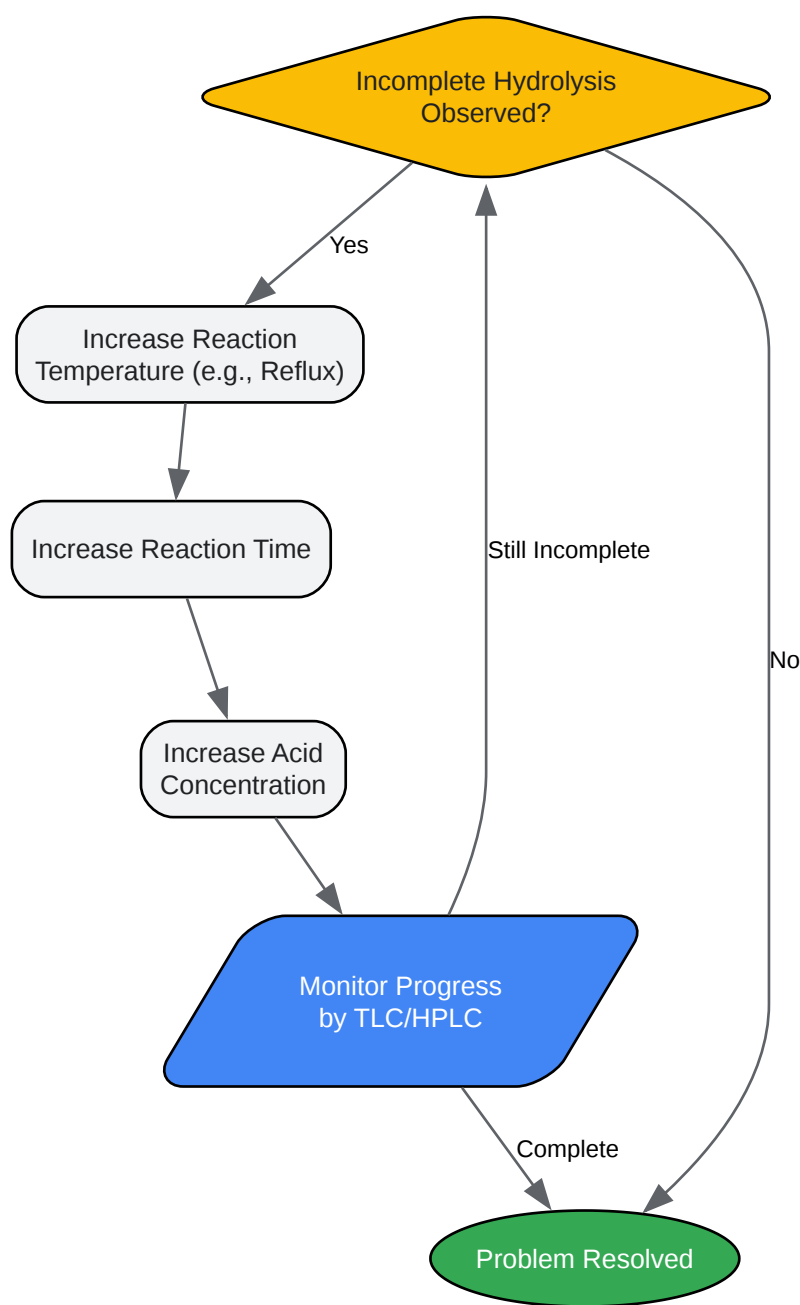 Incomplete Hydrolysis
Observed?
Yes
Increase Reaction
Temperature (e.g., Reflux)
Increase Reaction Time
Still Incomplete
No
Increase Acid
Concentration
Monitor Progress
by TLC/HPLC
Complete
Problem Resolved